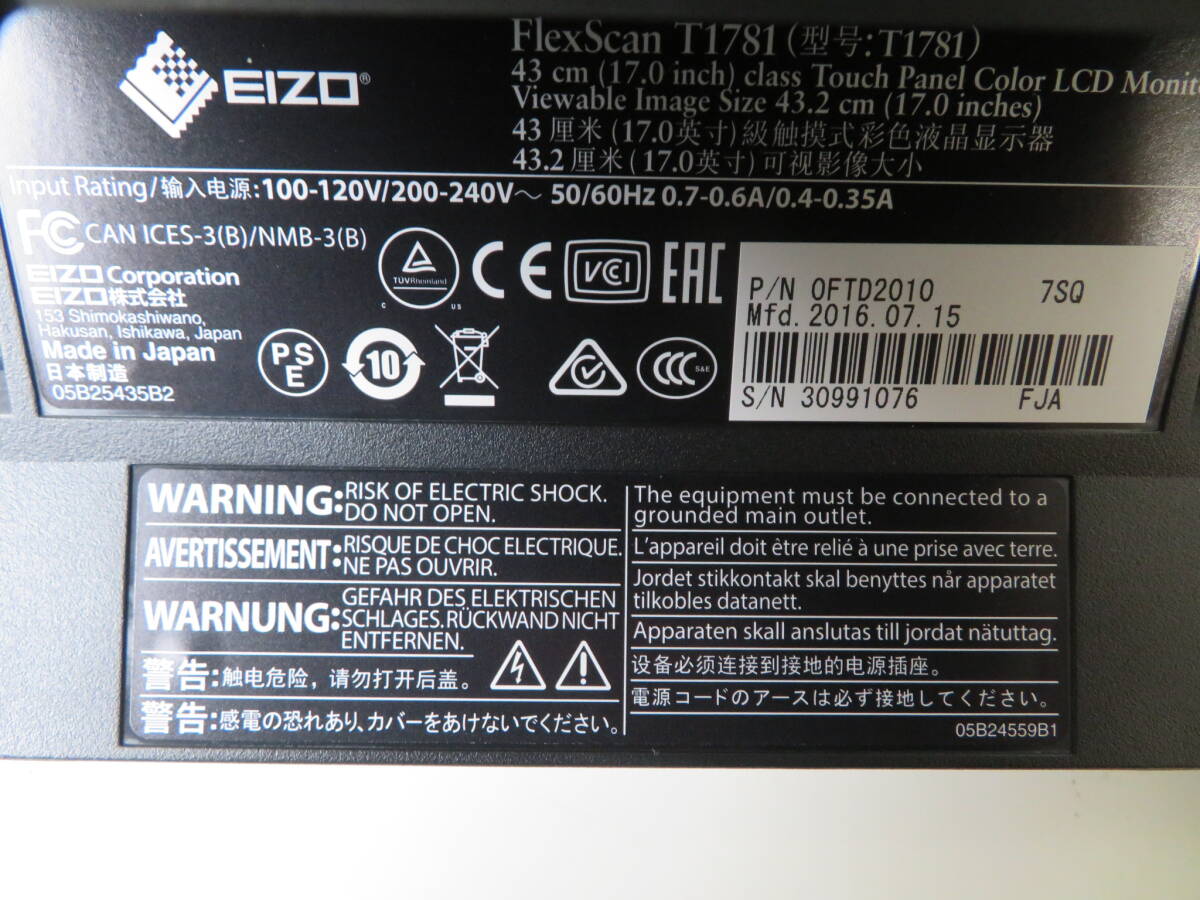 EIZO®
FlexScan T1781 (型号:T1781)
43 cm (17.0 inch) class Touch Panel Color LCD Monit
Viewable Image Size 43.2 cm (17.0 inches)
43 厘米 (17.0英寸) 級触摸式彩色液晶显示器
43.2 厘米 (17.0英寸) 可视影像大小
Input Rating/输入电源:100-120V/200-240V～ 50/60Hz 0.7-0.6A/0.4-0.35A
FC CAN ICES-3(B)/NMB-3(B)
EIZO Corporation
EIZO株式会社
153 Shimokashiwano,
Hakusan, Ishikawa, Japan
Made in Japan
日本制造
05B25435B2
TÜVRheinland
C US
CE
VCCI
EAC
PSE
10
CCC S&E
P/N 0FTD2010 7SQ
Mfd. 2016.07.15
S/N 30991076 FJA
WARNING: RISK OF ELECTRIC SHOCK.
DO NOT OPEN.
AVERTISSEMENT: RISQUE DE CHOC ELECTRIQUE.
NE PAS OUVRIR.
WARNUNG: GEFAHR DES ELEKTRISCHEN
SCHLAGES. RÜCKWAND NICHT
ENTFERNEN.
警告:触电危险，请勿打开后盖。
警告:感電の恐れあり、カバーをあけないでください。
The equipment must be connected to a
grounded main outlet.
L'appareil doit être relié à une prise avec terre.
Jordet stikkontakt skal benyttes når apparatet
tilkobles datanett.
Apparaten skall anslutas till jordat nätuttag.
设备必须连接到接地的电源插座。
電源コードのアースは必ず接地してください。
05B24559B1